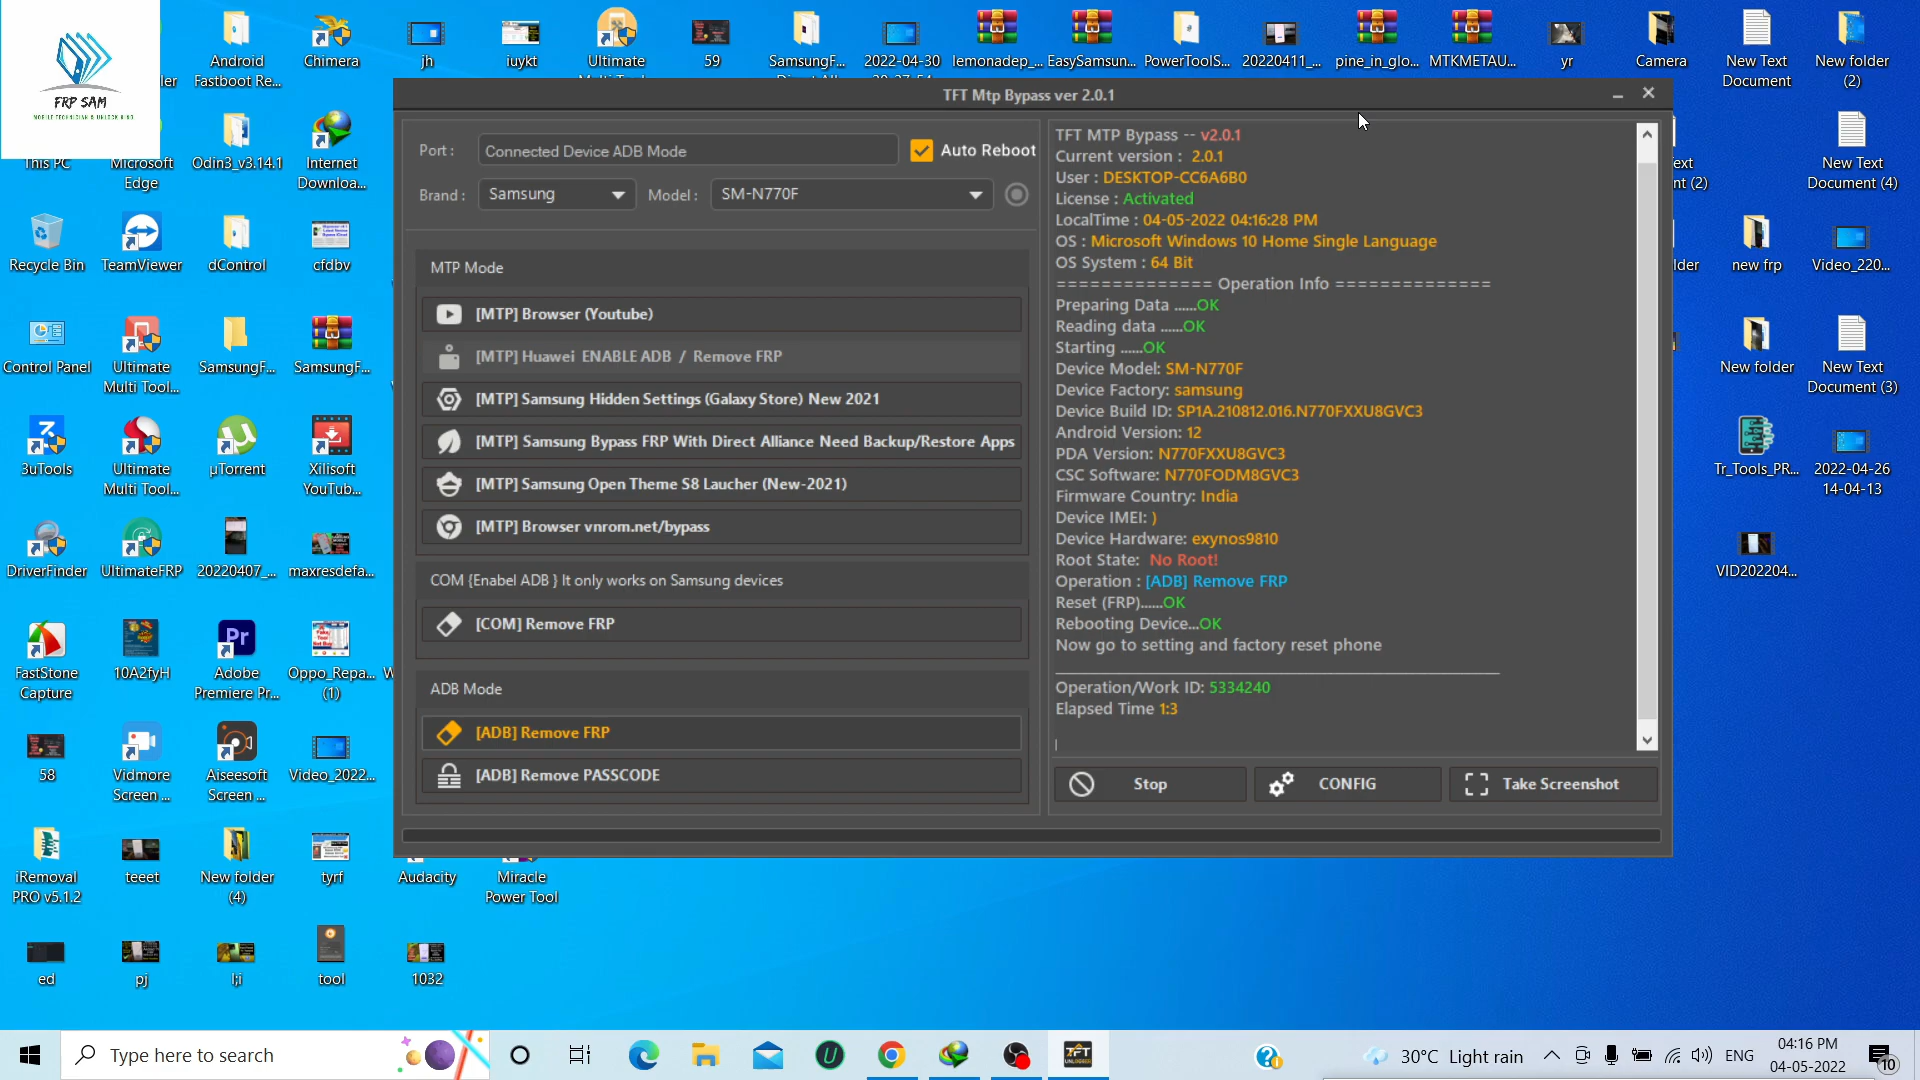 FRP SAM
MOBILE TECHNICIAN & UNLOCKING
ler
Android
Fastboot Re...
Chimera
jh
iuykt
Ultimate
59
SamsungF...
2022-04-30
lemonadep_...
EasySamsun...
PowerToolS...
20220411_...
pine_in_glo...
MTKMETAU...
yr
Camera
New Text
Document
New folder
(2)
This PC
Microsoft
Edge
Odin3_v3.14.1
Internet
Downloa...
ext
nt (2)
New Text
Document (4)
Recycle Bin
TeamViewer
dControl
cfdbv
lder
new frp
Video_220...
Control Panel
Ultimate
Multi Tool...
SamsungF...
SamsungF...
New folder
New Text
Document (3)
3uTools
Ultimate
Multi Tool...
µTorrent
Xilisoft
YouTub...
Tr_Tools_PR...
2022-04-26
14-04-13
DriverFinder
UltimateFRP
20220407_...
maxresdefa...
VID202204...
FastStone
Capture
10A2fyH
Adobe
Premiere Pr...
Oppo_Repa...
(1)
W
58
Vidmore
Screen ...
Aiseesoft
Screen ...
Video_2022...
iRemoval
PRO v5.1.2
teeet
New folder
(4)
tyrf
Audacity
Miracle
Power Tool
ed
pj
l;i
tool
1032
TFT Mtp Bypass ver 2.0.1
Port :
Connected Device ADB Mode
Auto Reboot
Brand :
Samsung
Model :
SM-N770F
MTP Mode
[MTP] Browser (Youtube)
[MTP] Huawei ENABLE ADB / Remove FRP
[MTP] Samsung Hidden Settings (Galaxy Store) New 2021
[MTP] Samsung Bypass FRP With Direct Alliance Need Backup/Restore Apps
[MTP] Samsung Open Theme S8 Laucher (New-2021)
[MTP] Browser vnrom.net/bypass
COM {Enabel ADB } It only works on Samsung devices
[COM] Remove FRP
ADB Mode
[ADB] Remove FRP
[ADB] Remove PASSCODE
TFT MTP Bypass -- v2.0.1
Current version : 2.0.1
User : DESKTOP-CC6A6B0
License : Activated
LocalTime : 04-05-2022 04:16:28 PM
OS : Microsoft Windows 10 Home Single Language
OS System : 64 Bit
============== Operation Info ==============
Preparing Data ......OK
Reading data ......OK
Starting ......OK
Device Model: SM-N770F
Device Factory: samsung
Device Build ID: SP1A.210812.016.N770FXXU8GVC3
Android Version: 12
PDA Version: N770FXXU8GVC3
CSC Software: N770FODM8GVC3
Firmware Country: India
Device IMEI: )
Device Hardware: exynos9810
Root State: No Root!
Operation : [ADB] Remove FRP
Reset (FRP)......OK
Rebooting Device...OK
Now go to setting and factory reset phone
Operation/Work ID: 5334240
Elapsed Time 1:3
Stop
CONFIG
Take Screenshot
Type here to search
TFT
30°C Light rain
ENG
04:16 PM
04-05-2022
10